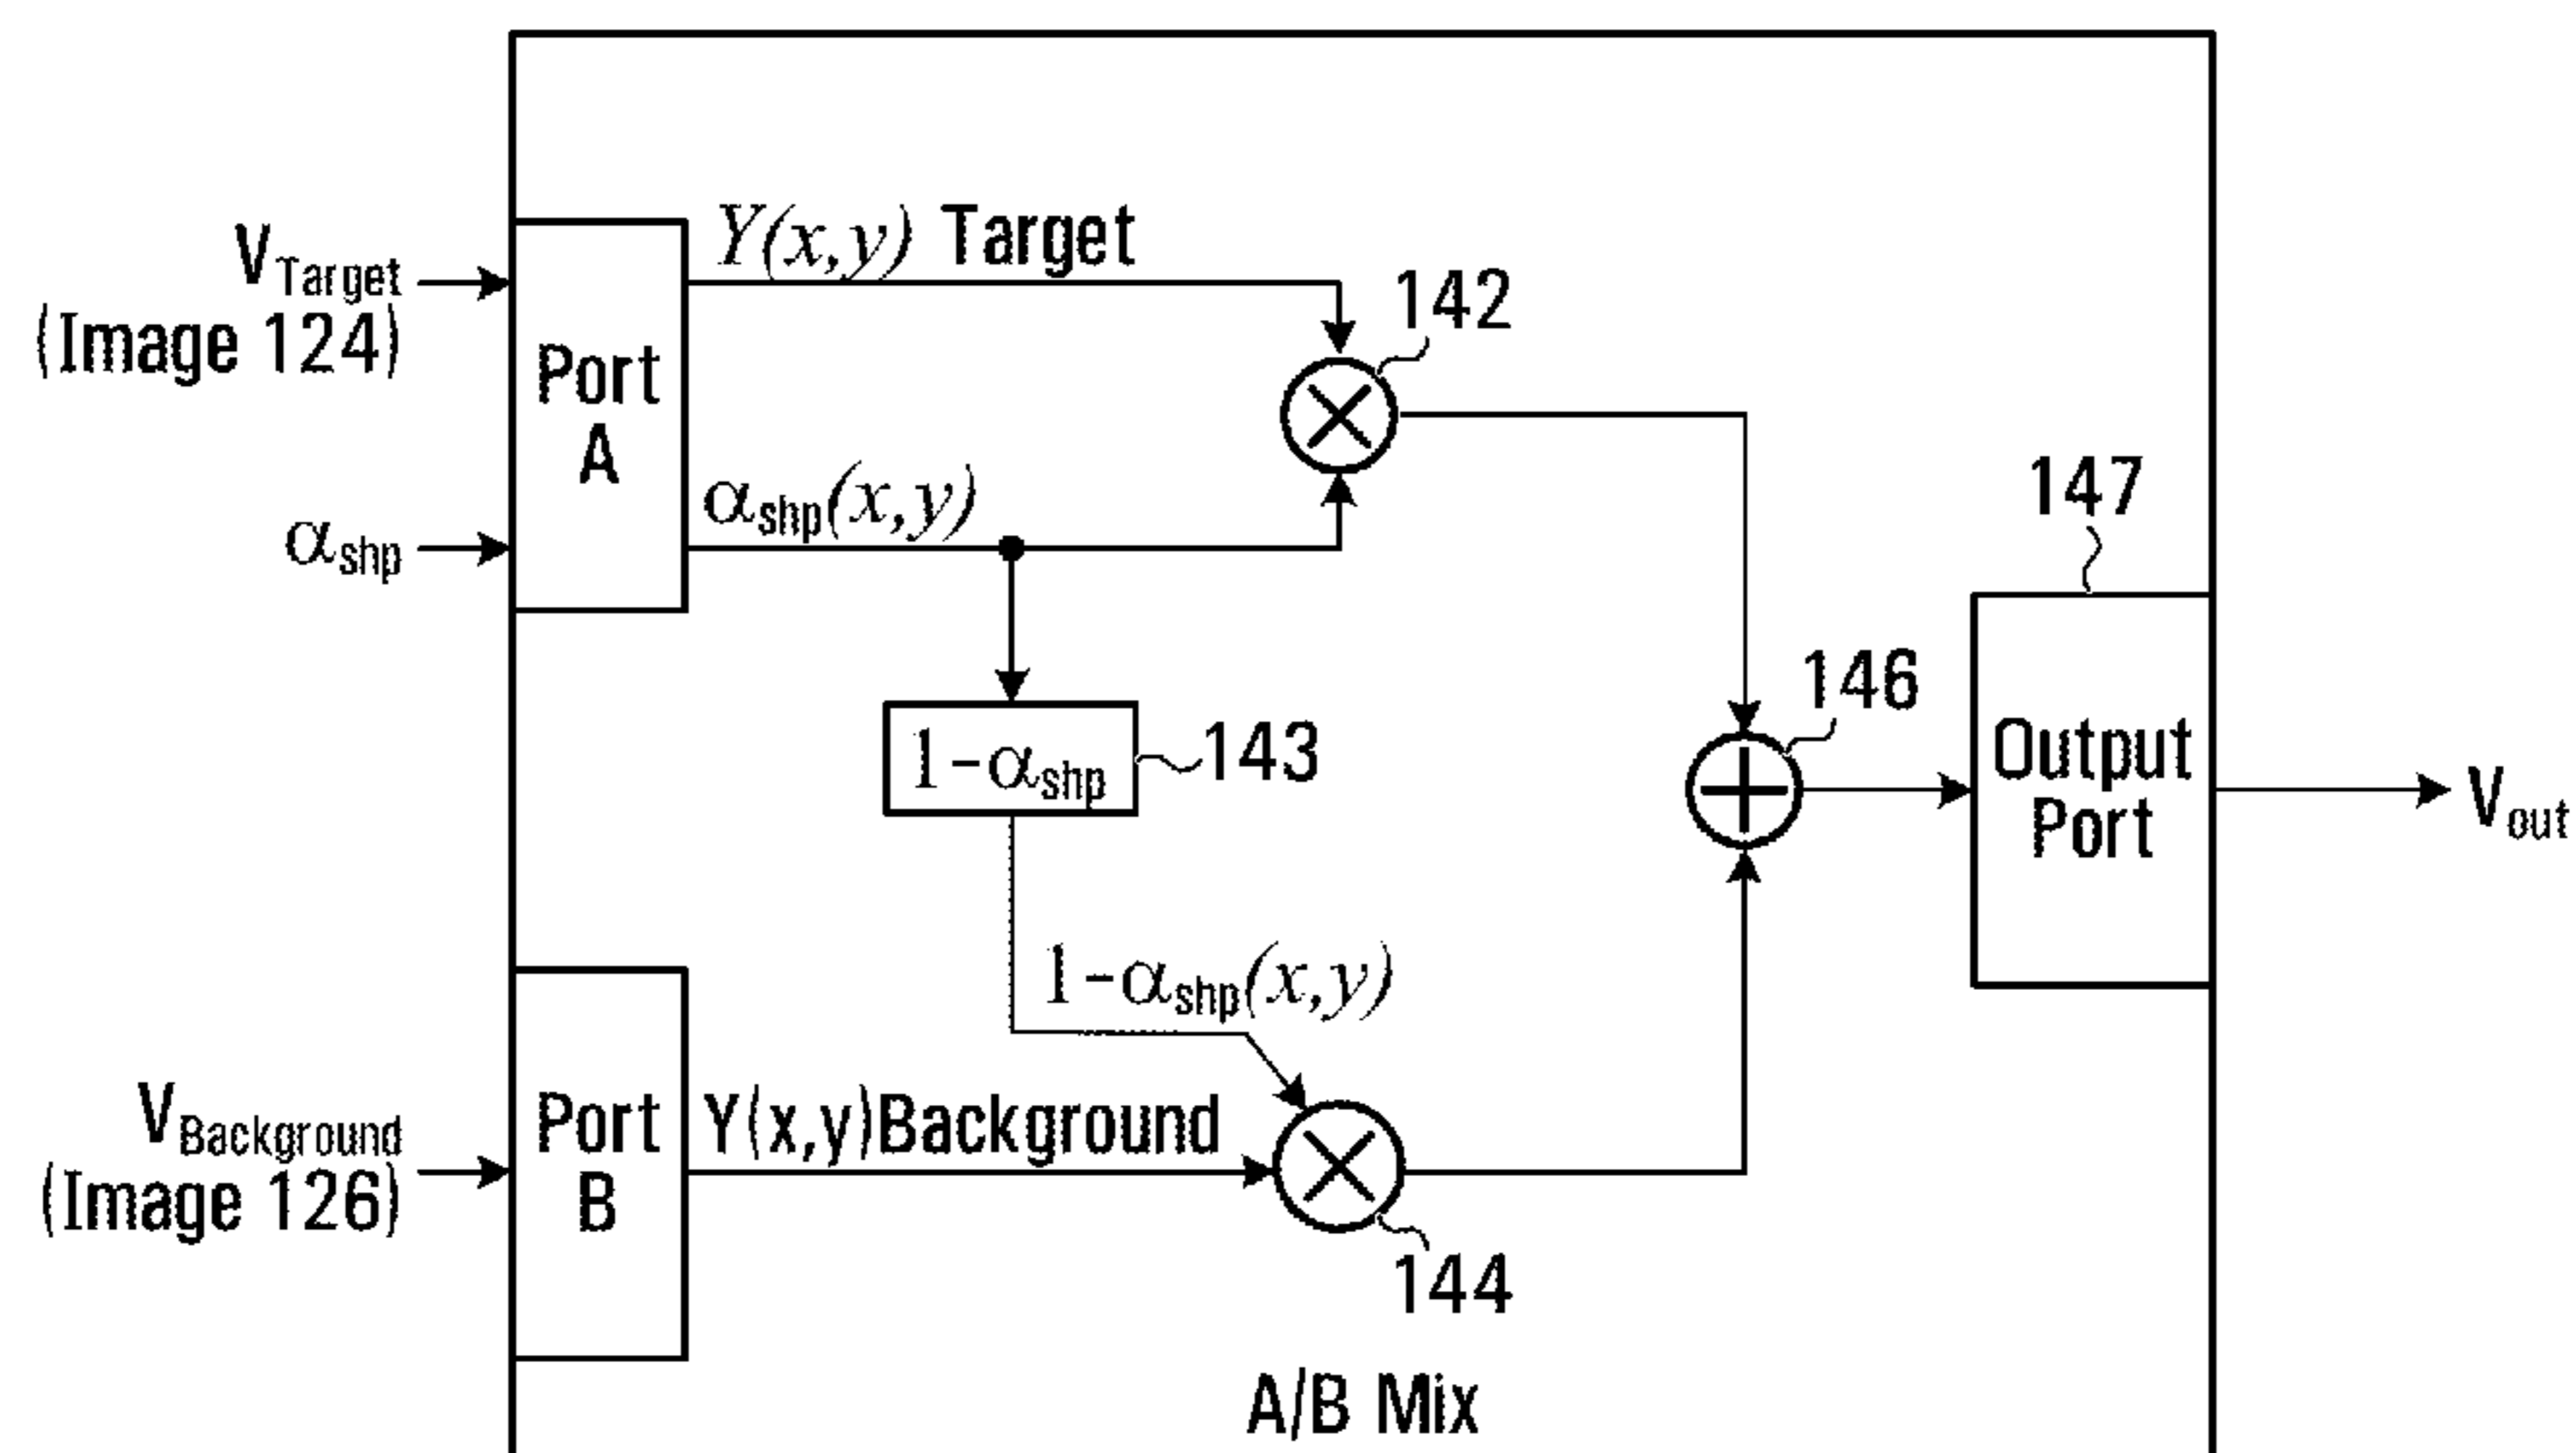 V_Target
(Image 124)
α_shp
Port
A
Y(x,y) Target
α_shp(x,y)
142
1-α_shp
143
1-α_shp(x,y)
V_Background
(Image 126)
Port
B
Y(x,y)Background
144
146
147
Output
Port
V_out
A/B Mix